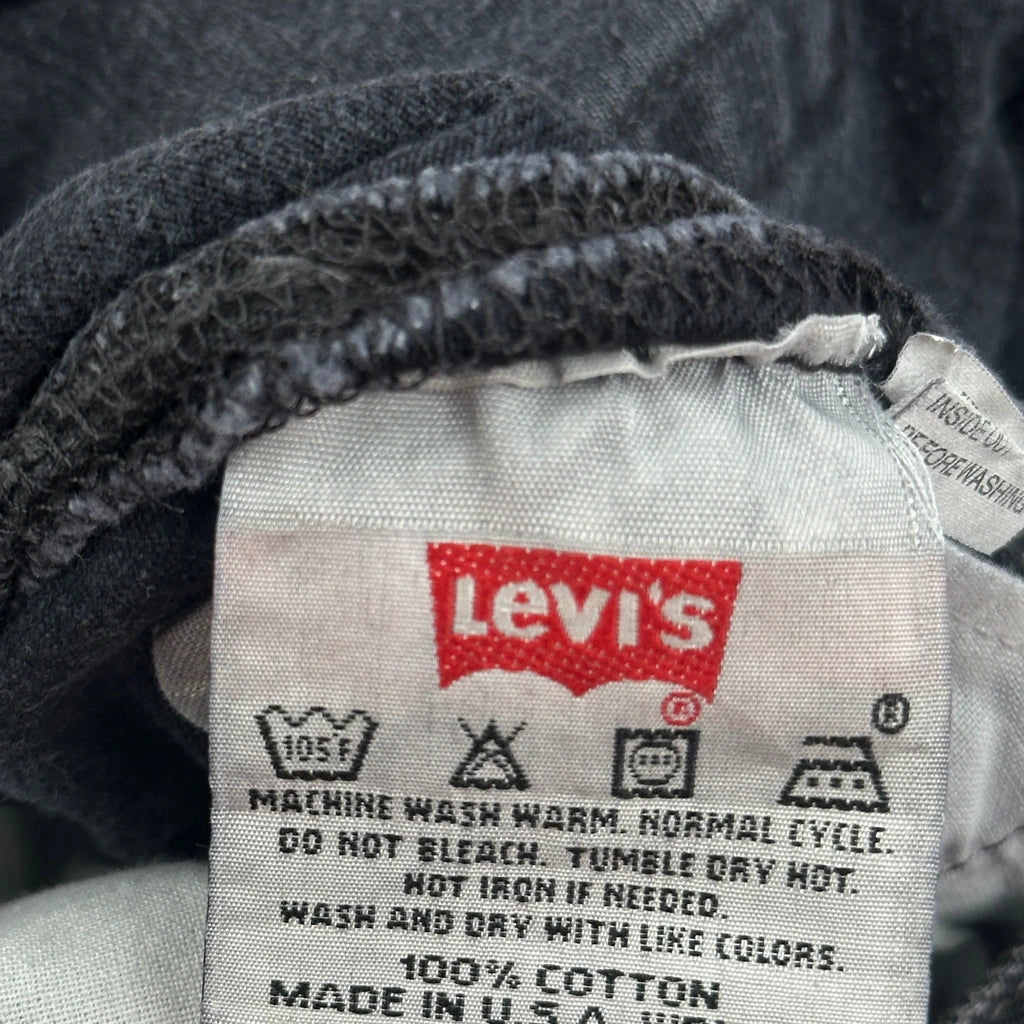 INSIDE OUT
BEFORE WASHING
Levi's
®
®
105°F
MACHINE WASH WARM. NORMAL CYCLE.
DO NOT BLEACH. TUMBLE DRY HOT.
HOT IRON IF NEEDED.
WASH AND DRY WITH LIKE COLORS.
100% COTTON
MADE IN U.S.A.